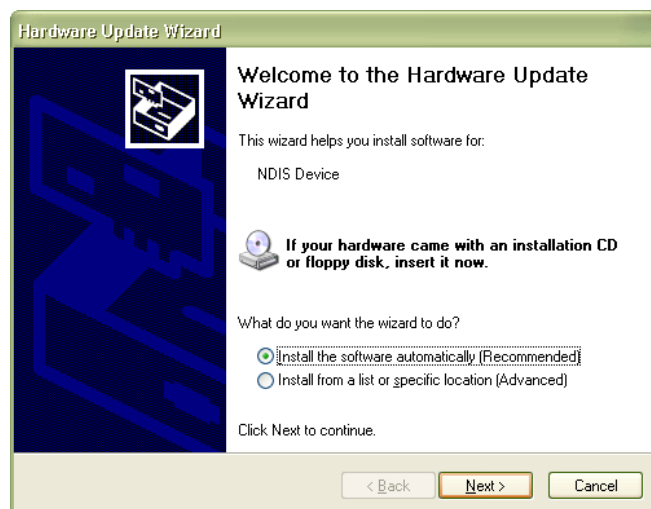 Hardware Update Wizard
Welcome to the Hardware Update
Wizard
This wizard helps you install software for:
NDIS Device
If your hardware came with an installation CD
or floppy disk, insert it now.
What do you want the wizard to do?
Install the software automatically (Recommended)
Install from a list or specific location (Advanced)
Click Next to continue.
< Back Next > Cancel